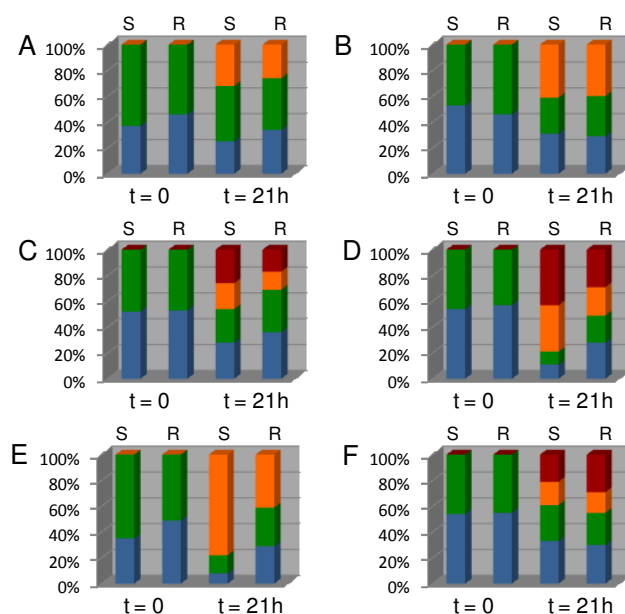 S R S R
A
100%
80%
60%
40%
20%
0%
t = 0 t = 21h
S R S R
B
100%
80%
60%
40%
20%
0%
t = 0 t = 21h
S R S R
C
100%
80%
60%
40%
20%
0%
t = 0 t = 21h
S R S R
D
100%
80%
60%
40%
20%
0%
t = 0 t = 21h
S R S R
E
100%
80%
60%
40%
20%
0%
t = 0 t = 21h
S R S R
F
100%
80%
60%
40%
20%
0%
t = 0 t = 21h